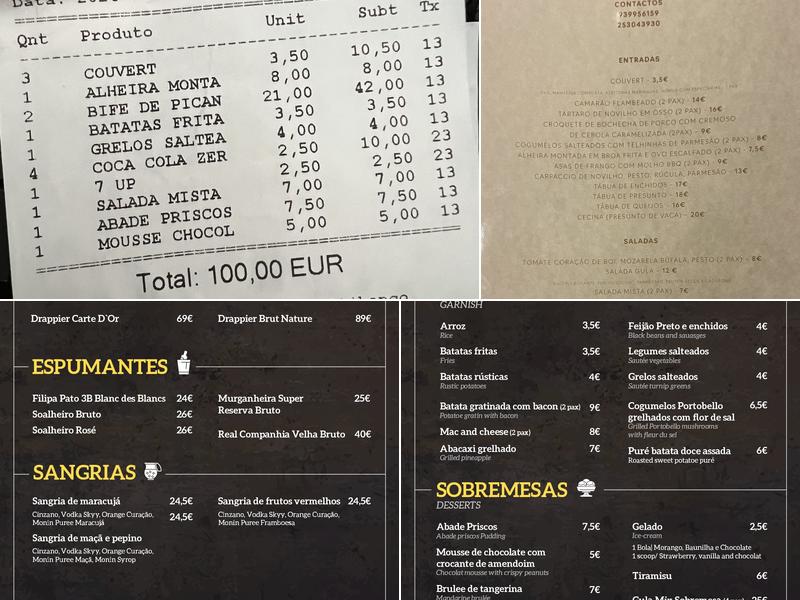 Qnt Produto Unit Subt Tx
3 COUVERT 3,50 10,50 13
1 ALHEIRA MONTA 8,00 8,00 13
2 BIFE DE PICAN 21,00 42,00 13
1 BATATAS FRITA 3,50 3,50 13
1 GRELOS SALTEA 4,00 4,00 13
4 COCA COLA ZER 2,50 10,00 23
1 7 UP 2,50 2,50 23
1 SALADA MISTA 7,00 7,00 13
1 ABADE PRISCOS 7,50 7,50 13
1 MOUSSE CHOCOL 5,00 5,00 13
Total: 100,00 EUR
CONTACTOS
939956159
253043930
ENTRADAS
COUVERT - 3,5€
CAMARÃO FLAMBEADO (2 PAX) - 14€
TARTARO DE NOVILHO EM OSSO (2 PAX) - 16€
CROQUETE DE BOCHECHA DE PORCO COM CREMOSO
DE CEBOLA CARAMELIZADA (2PAX) - 9€
COGUMELOS SALTEADOS COM TELHINHAS DE PARMESÃO (2 PAX) - 8€
ALHEIRA MONTADA EM BROA FRITA E OVO ESCALFADO (2 PAX) - 7,5€
ASAS DE FRANGO COM MOLHO BBQ (2 PAX) - 9€
CARPACCIO DE NOVILHO, PESTO, RÚCULA, PARMESÃO - 13€
TÁBUA DE ENCHIDOS - 17€
TÁBUA DE PRESUNTO - 18€
TÁBUA DE QUEIJOS - 16€
CECINA (PRESUNTO DE VACA) - 20€
SALADAS
TOMATE CORAÇÃO DE BOI, MOZARELA BÚFALA, PESTO (2 PAX) - 8€
SALADA GULA - 12 €
SALADA MISTA (2 PAX) - 7€
Drappier Carte D'Or 69€
Drappier Brut Nature 89€
ESPUMANTES
Filipa Pato 3B Blanc des Blancs 24€
Soalheiro Bruto 26€
Soalheiro Rosé 26€
Murganheira Super 25€
Reserva Bruto
Real Companhia Velha Bruto 40€
SANGRIAS
Sangria de maracujá 24,5€
Cinzano, Vodka Skyy, Orange Curação, 24,5€
Monin Puree Maracujá
Sangria de maçã e pepino
Cinzano, Vodka Skyy, Orange Curação,
Monin Puree Maçã, Monin Syrop
Sangria de frutos vermelhos 24,5€
Cinzano, Vodka Skyy, Orange Curação,
Monin Puree Framboesa
GARNISH
Arroz 3,5€
Rice
Batatas fritas 3,5€
Fries
Batatas rústicas 4€
Rustic potatoes
Batata gratinada com bacon (2 pax) 9€
Potatoe gratin with bacon
Mac and cheese (2 pax) 8€
Abacaxi grelhado 7€
Grilled pineapple
Feijão Preto e enchidos 4€
Black beans and sauasges
Legumes salteados 4€
Sautée vegetables
Grelos salteados 4€
Sautée turnip greens
Cogumelos Portobello 6,5€
grelhados com flor de sal
Grilled Portobello mushrooms
with fleur du sel
Puré batata doce assada 6€
Roasted sweet potatoe puré
SOBREMESAS
DESSERTS
Abade Priscos 7,5€
Abade priscos Pudding
Mousse de chocolate com 5€
crocante de amendoim
Chocolat mousse with crispy peanuts
Brulee de tangerina 7€
Mandarine brulée
Gelado 2,5€
Ice-cream
1 Bola| Morango, Baunilha e Chocolate
1 scoop/ Strawberry, vanilla and chocolat
Tiramisu 6€